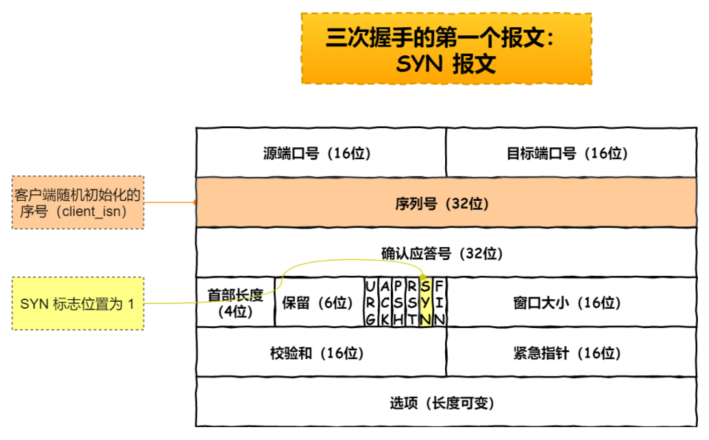 三次握手的第一个报文：
SYN 报文
源端口号（16位）
目标端口号（16位）
客户端随机初始化的
序号（client_isn）
序列号（32位）
确认应答号（32位）
SYN 标志位置为 1
首部长度
（4位）
保留（6位）
URG
ACK
PSH
RST
SYN
FIN
窗口大小（16位）
校验和（16位）
紧急指针（16位）
选项（长度可变）